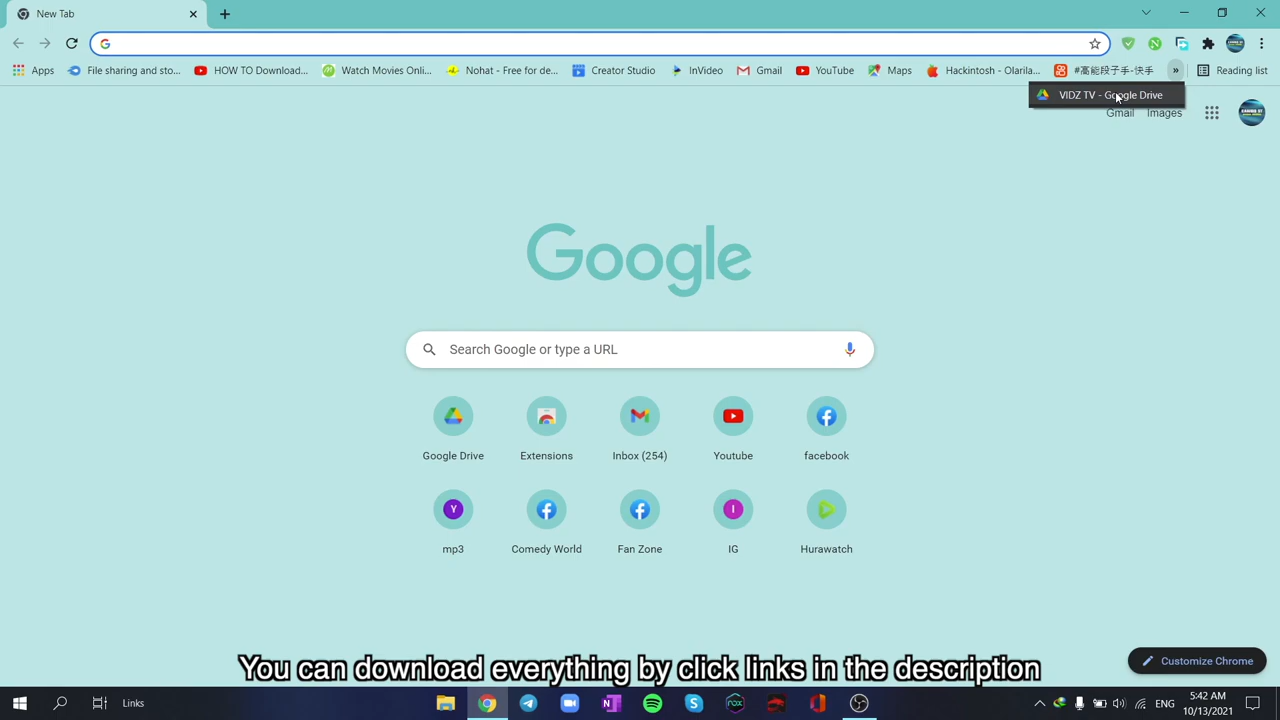 New Tab
Apps
File sharing and sto...
HOW TO Download...
Watch Movies Onli...
Nohat - Free for de...
Creator Studio
InVideo
Gmail
YouTube
Maps
Hackintosh - Olarila...
#高能段子手-快手
»
Reading list
VIDZ TV - Google Drive
Gmail
Images
Google
Search Google or type a URL
Google Drive
Extensions
Inbox (254)
Youtube
facebook
Y
I
mp3
Comedy World
Fan Zone
IG
Hurawatch
You can download everything by click links in the description
Customize Chrome
Links
ENG
5:42 AM
10/13/2021